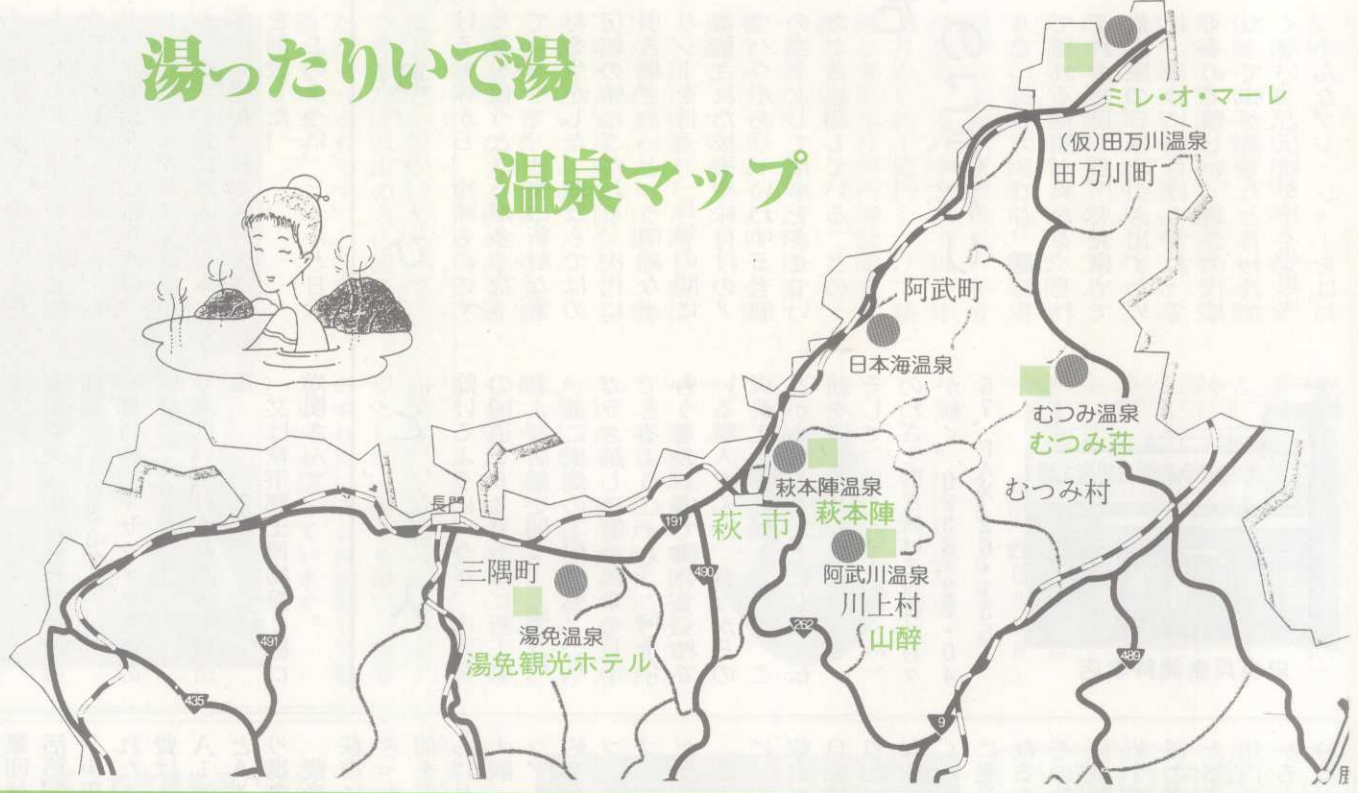 湯ったりいで湯
温泉マップ
ミレ・オ・マーレ
(仮)田万川温泉
田万川町
阿武町
日本海温泉
むつみ温泉
むつみ荘
むつみ村
萩本陣温泉
萩市
萩本陣
阿武川温泉
川上村
山醉
長門
三隅町
湯免温泉
湯免観光ホテル
191
490
262
491
435
489
9